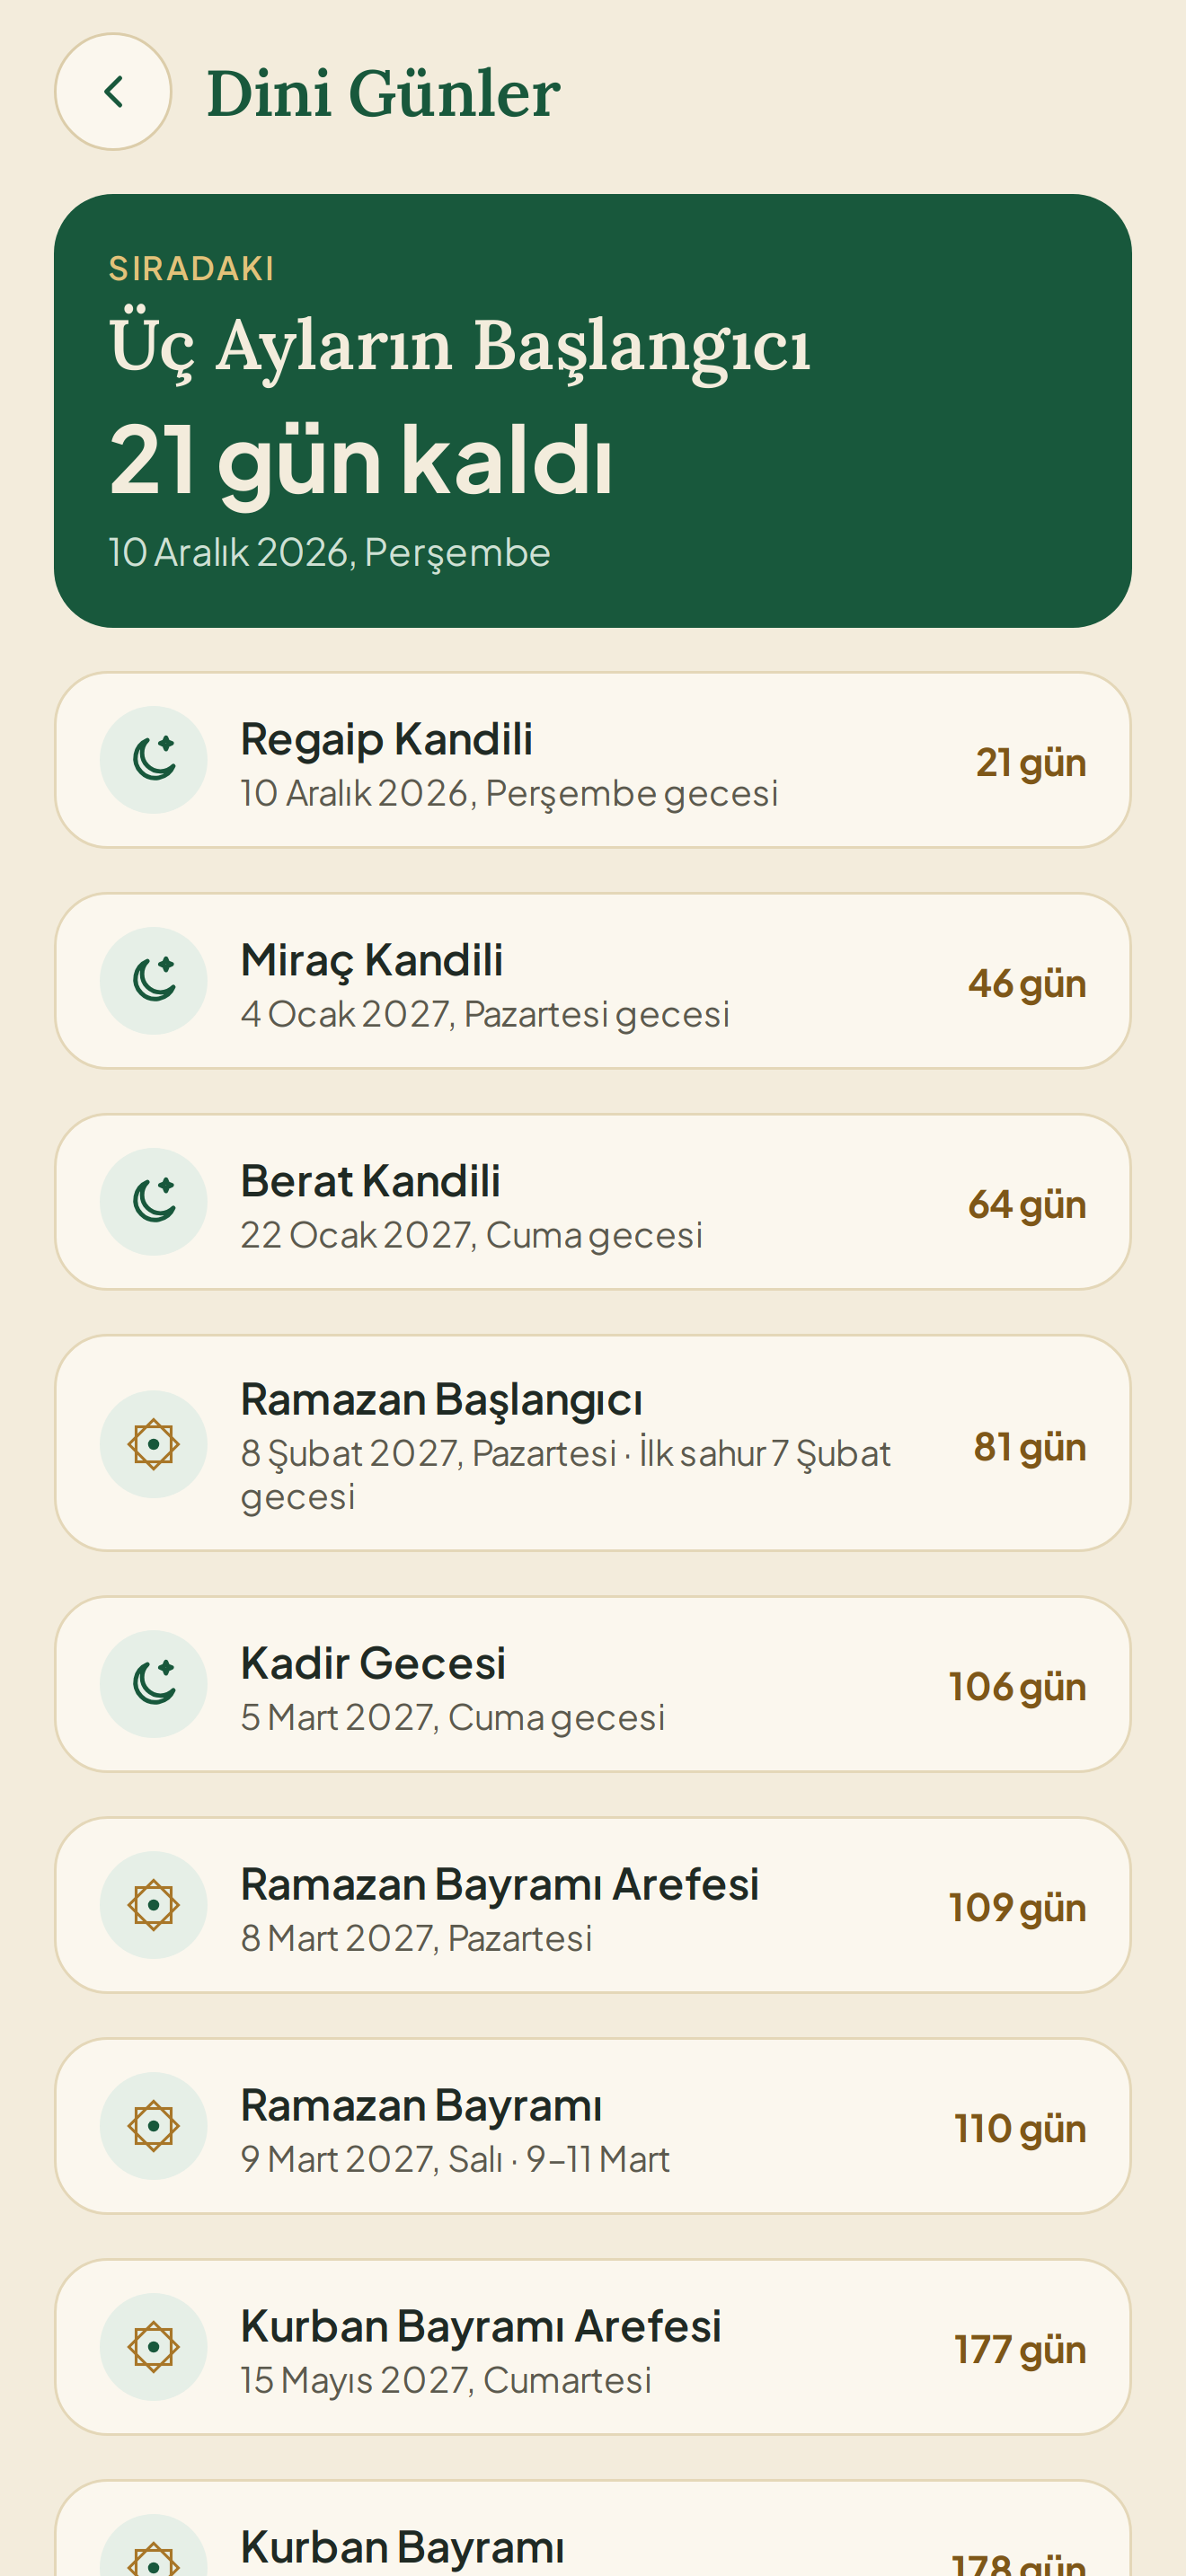 Dini Günler
SIRADAKI
Üç Ayların Başlangıcı
21 gün kaldı
10 Aralık 2026, Perşembe
Regaip Kandili
10 Aralık 2026, Perşembe gecesi
21 gün
Miraç Kandili
4 Ocak 2027, Pazartesi gecesi
46 gün
Berat Kandili
22 Ocak 2027, Cuma gecesi
64 gün
Ramazan Başlangıcı
8 Şubat 2027, Pazartesi · İlk sahur 7 Şubat
gecesi
81 gün
Kadir Gecesi
5 Mart 2027, Cuma gecesi
106 gün
Ramazan Bayramı Arefesi
8 Mart 2027, Pazartesi
109 gün
Ramazan Bayramı
9 Mart 2027, Salı · 9–11 Mart
110 gün
Kurban Bayramı Arefesi
15 Mayıs 2027, Cumartesi
177 gün
Kurban Bayramı
178 gün